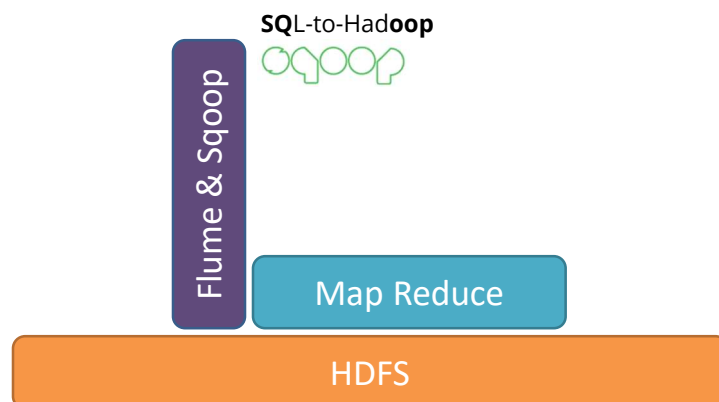 SQL-to-Hadoop
sqoop
Flume & Sqoop
Map Reduce
HDFS